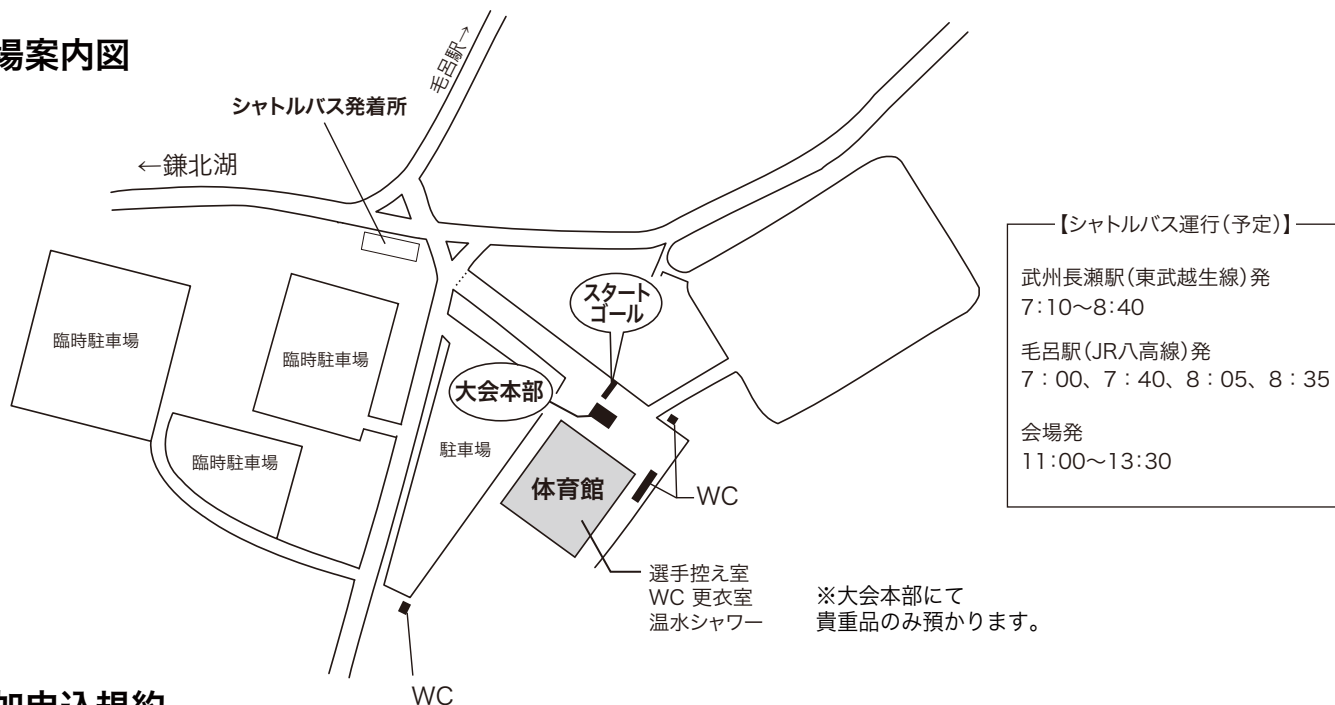 場案内図
毛呂駅→
シャトルバス発着所
←鎌北湖
【シャトルバス運行(予定)】
武州長瀬駅(東武越生線)発
7:10～8:40
毛呂駅(JR八高線)発
7：00、7：40、8：05、8：35
会場発
11:00～13:30
スタート
ゴール
臨時駐車場
臨時駐車場
大会本部
駐車場
臨時駐車場
体育館
WC
選手控え室
WC 更衣室
温水シャワー
※大会本部にて
貴重品のみ預かります。
WC
加申込規約